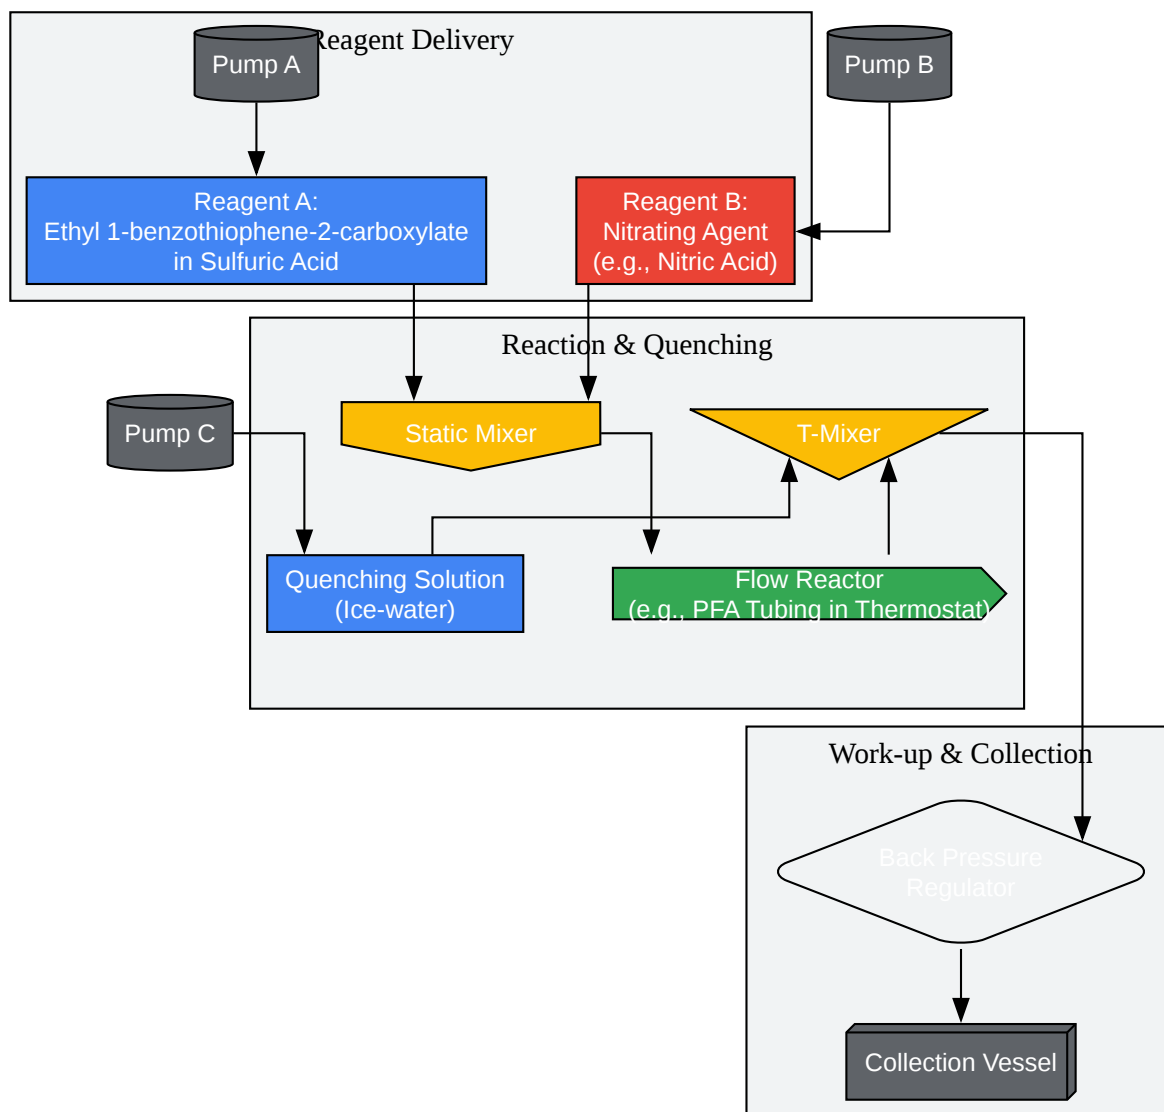 Reagent Delivery
Pump A
Pump B
Reagent A:
Ethyl 1-benzothiophene-2-carboxylate
in Sulfuric Acid
Reagent B:
Nitrating Agent
(e.g., Nitric Acid)
Reaction & Quenching
Pump C
Static Mixer
T-Mixer
Quenching Solution
(Ice-water)
Flow Reactor
(e.g., PFA Tubing in Thermostat)
Work-up & Collection
Back Pressure
Regulator
Collection Vessel